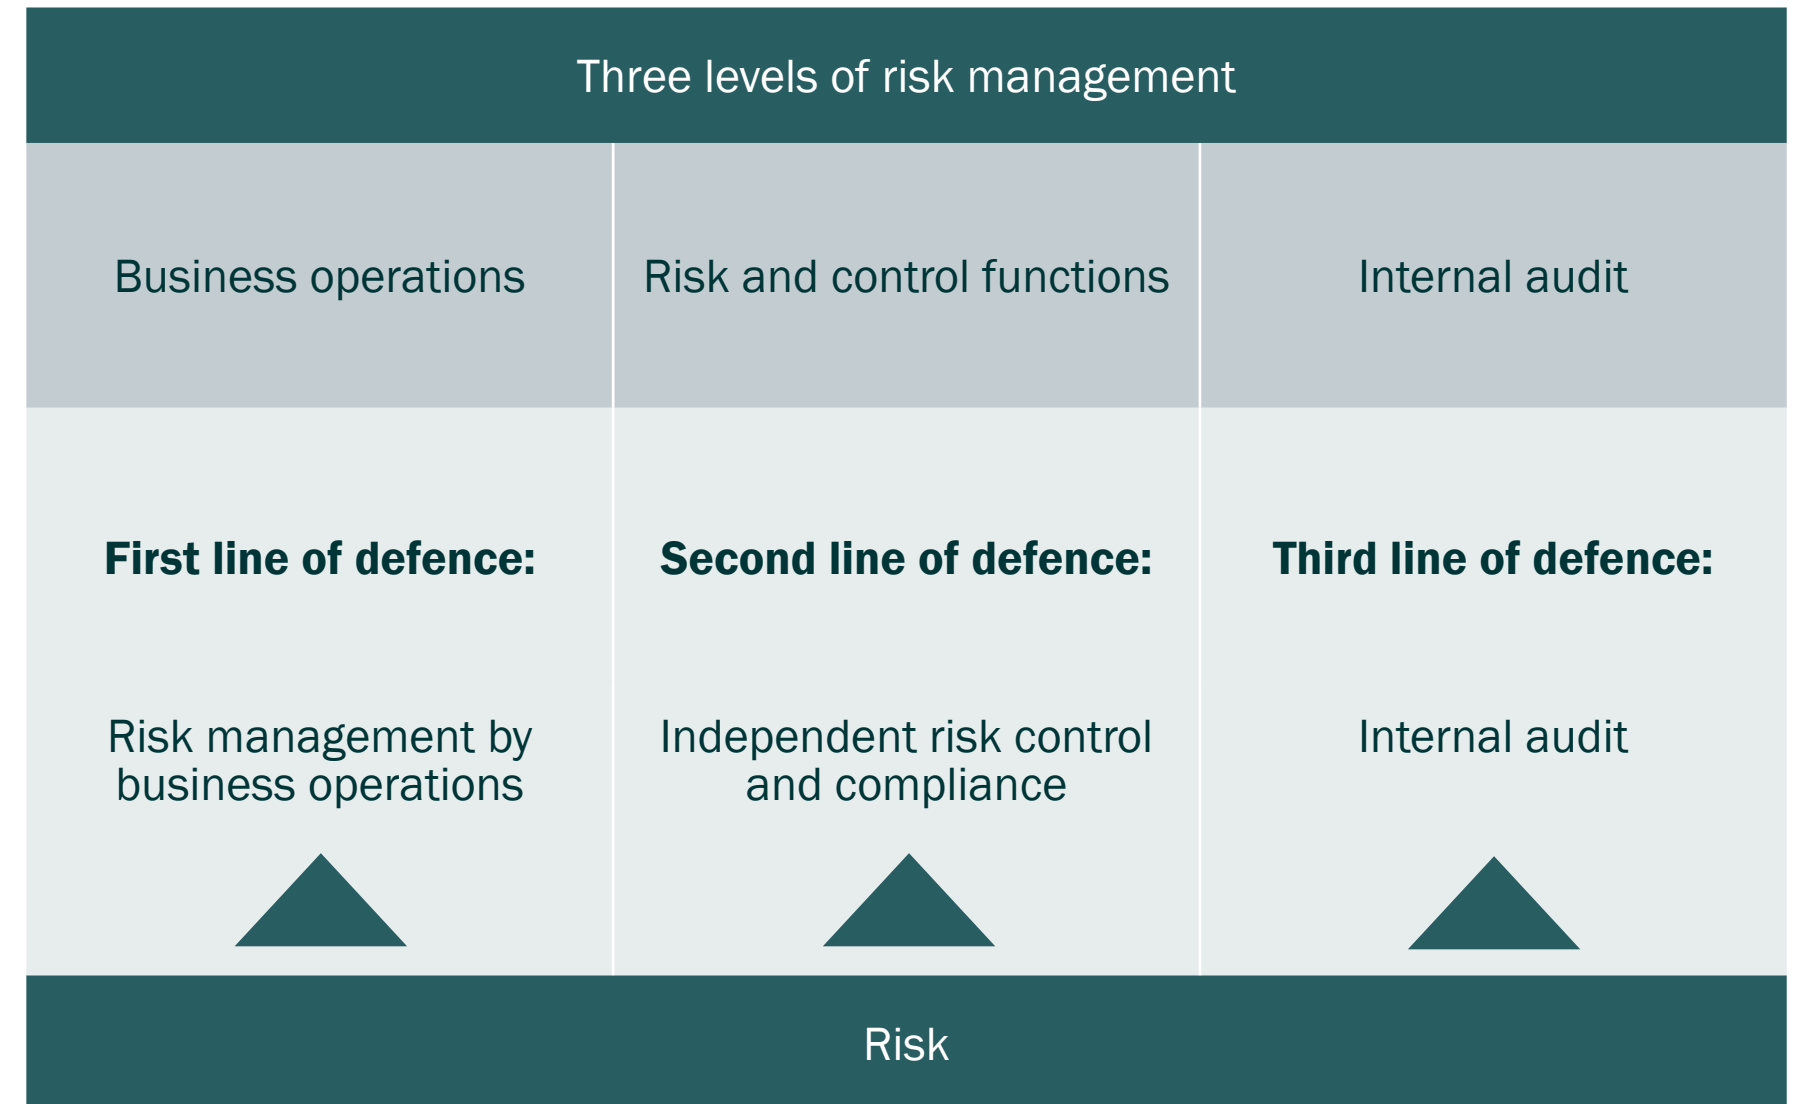 Three levels of risk management
Business operations
Risk and control functions
Internal audit
First line of defence:
Second line of defence:
Third line of defence:
Risk management by
business operations
Independent risk control
and compliance
Internal audit
Risk